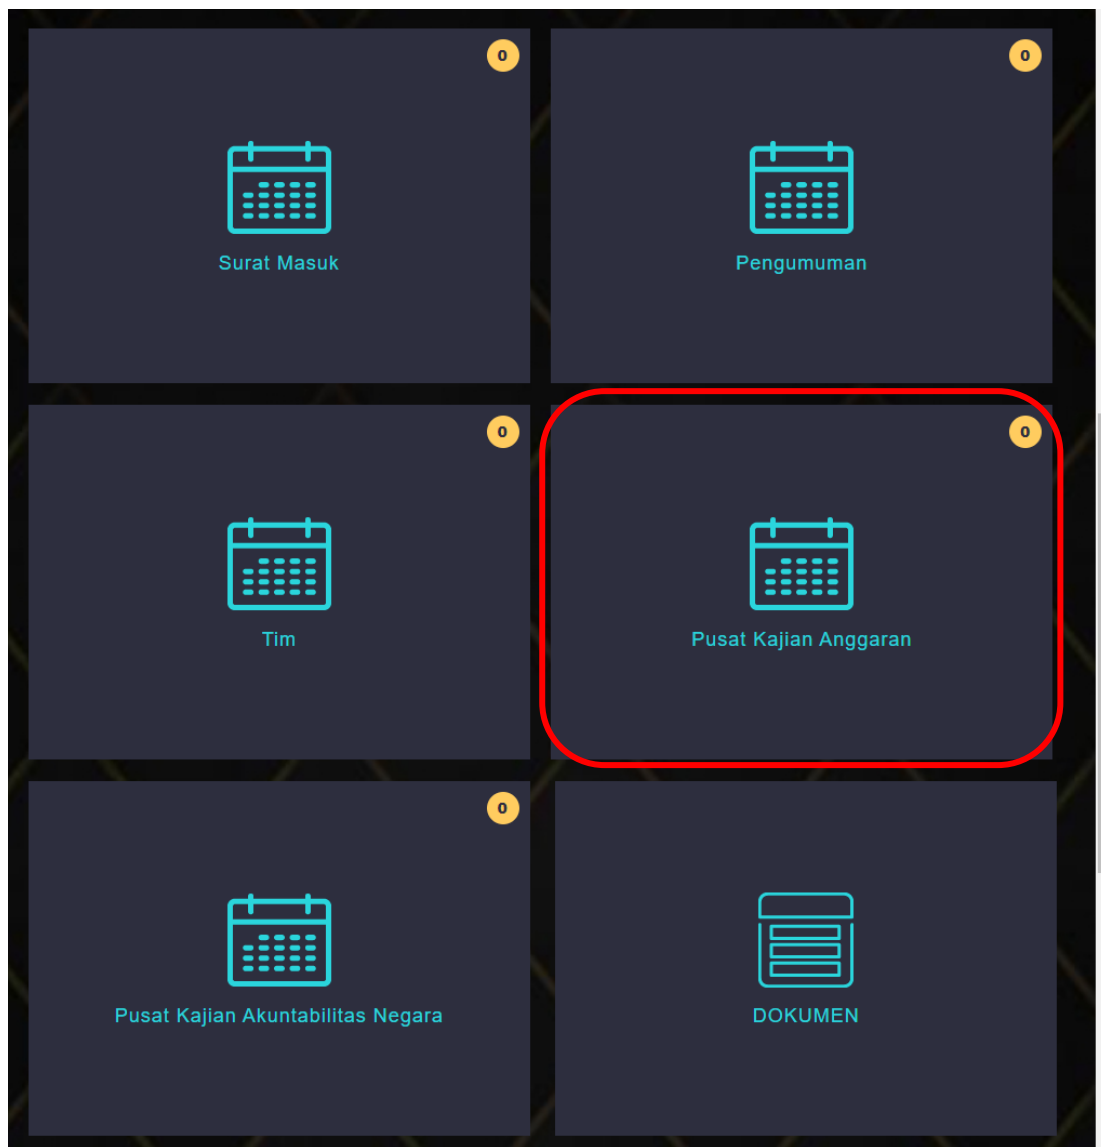 0
0
Surat Masuk
Pengumuman
0
0
Tim
Pusat Kajian Anggaran
0
Pusat Kajian Akuntabilitas Negara
DOKUMEN